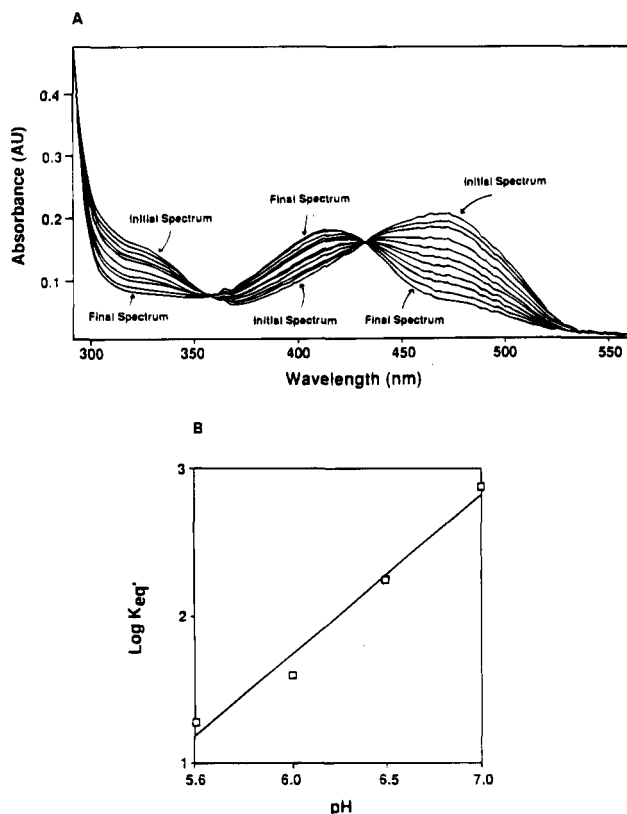 A
Absorbance (AU)
0.4
0.3
0.2
0.1
Initial Spectrum
Final Spectrum
Final Spectrum
Initial Spectrum
Initial Spectrum
Final Spectrum
300
350
400
450
500
550
Wavelength (nm)
B
Log Keq'
3
2
1
5.6
6.0
6.5
7.0
pH